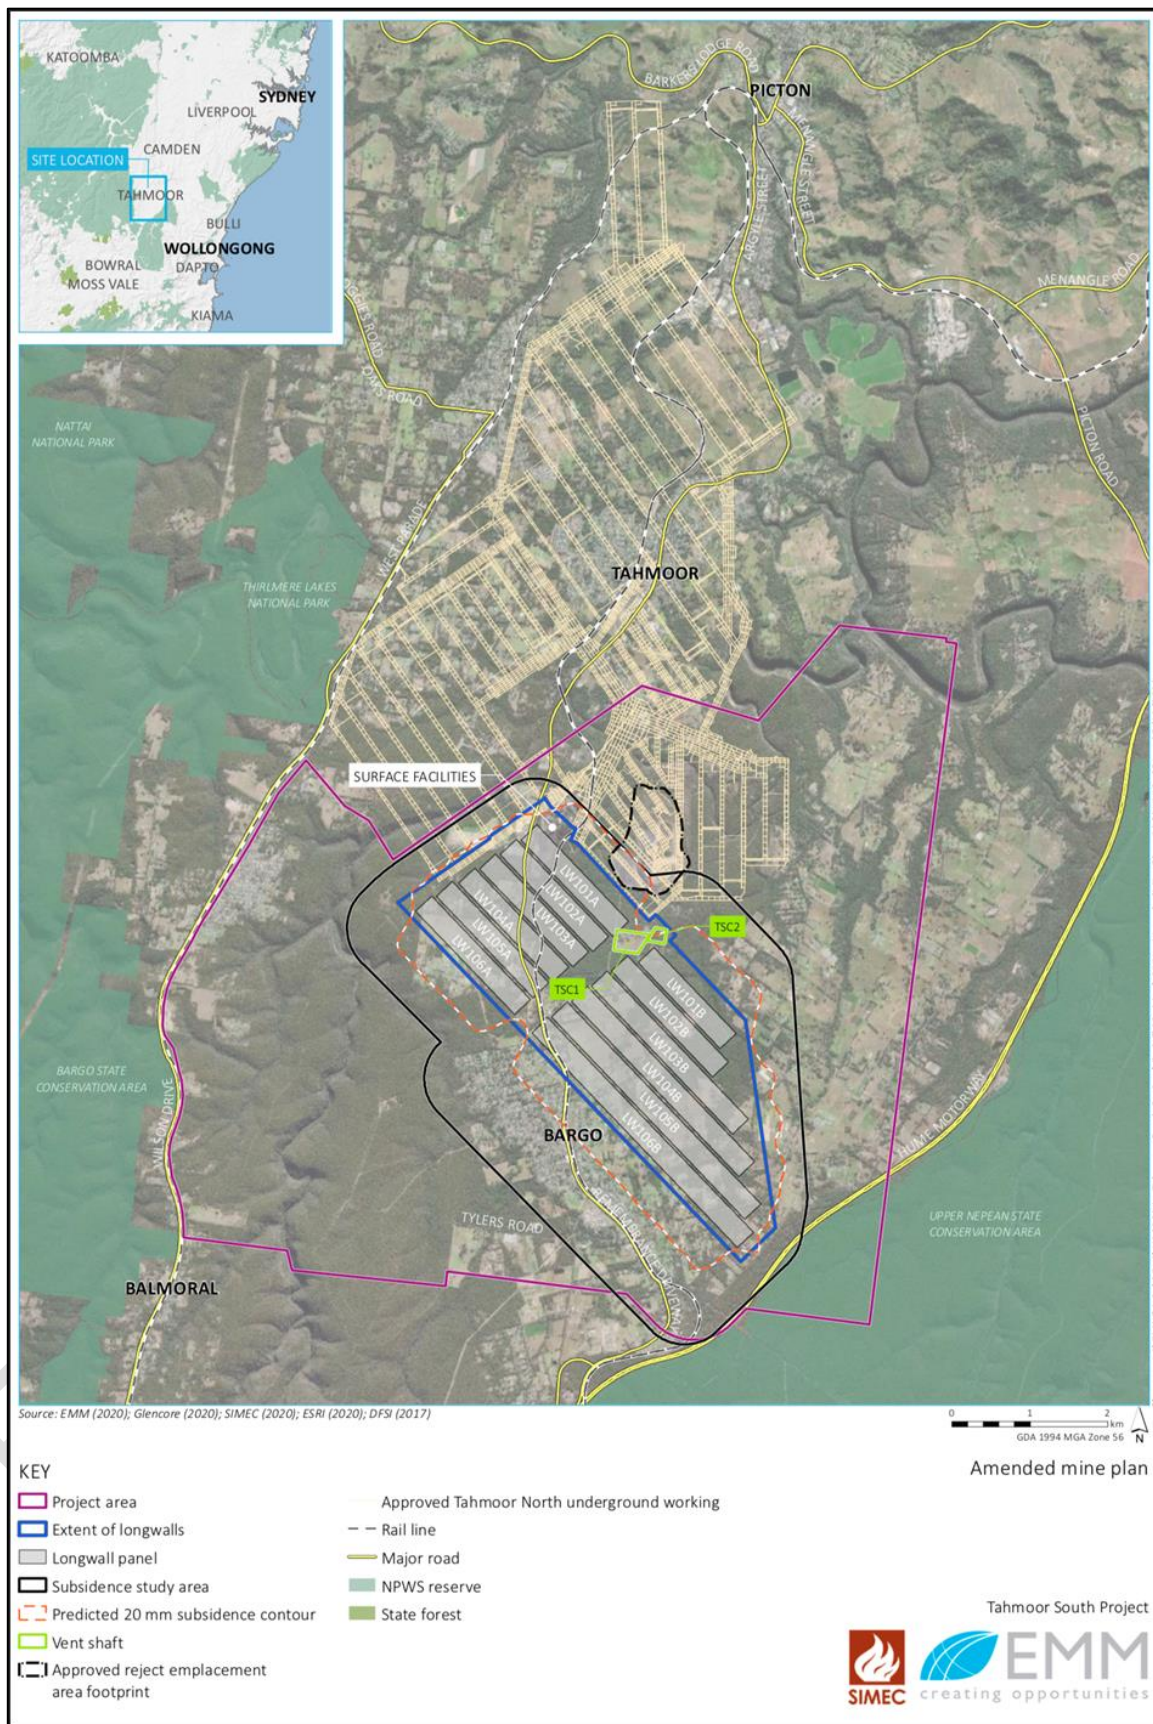 KATOOMBA
SYDNEY
LIVERPOOL
CAMDEN
SITE LOCATION
TAHMOOR
BULLI
WOLLONGONG
BOWRAL
DAPTO
MOSS VALE
KIAMA
BARKERS LODGE ROAD
PICTON
MENANGLE STREET
ARGYLE STREET
MENANGLE ROAD
OAKS ROAD
PICTON ROAD
NATTAI
NATIONAL PARK
WEST PARADE
TAHMOOR
THIRLMERE LAKES
NATIONAL PARK
SURFACE FACILITIES
LW101A
LW102A
LW103A
LW104A
LW105A
LW106A
TSC2
TSC1
LW101B
LW102B
LW103B
LW104B
LW105B
LW106B
BARGO STATE
CONSERVATION AREA
WILSON DRIVE
HUME MOTORWAY
BARGO
REMEMBRANCE DRIVEWAY
TYLERS ROAD
UPPER NEPEAN STATE
CONSERVATION AREA
BALMORAL
Source: EMM (2020); Glencore (2020); SIMEC (2020); ESRI (2020); DFSI (2017)
0 1 2
km
GDA 1994 MGA Zone 56
N
KEY
Amended mine plan
Project area
Extent of longwalls
Longwall panel
Subsidence study area
Predicted 20 mm subsidence contour
Vent shaft
Approved reject emplacement
area footprint
Approved Tahmoor North underground working
Rail line
Major road
NPWS reserve
State forest
Tahmoor South Project
SIMEC
EMM
creating opportunities